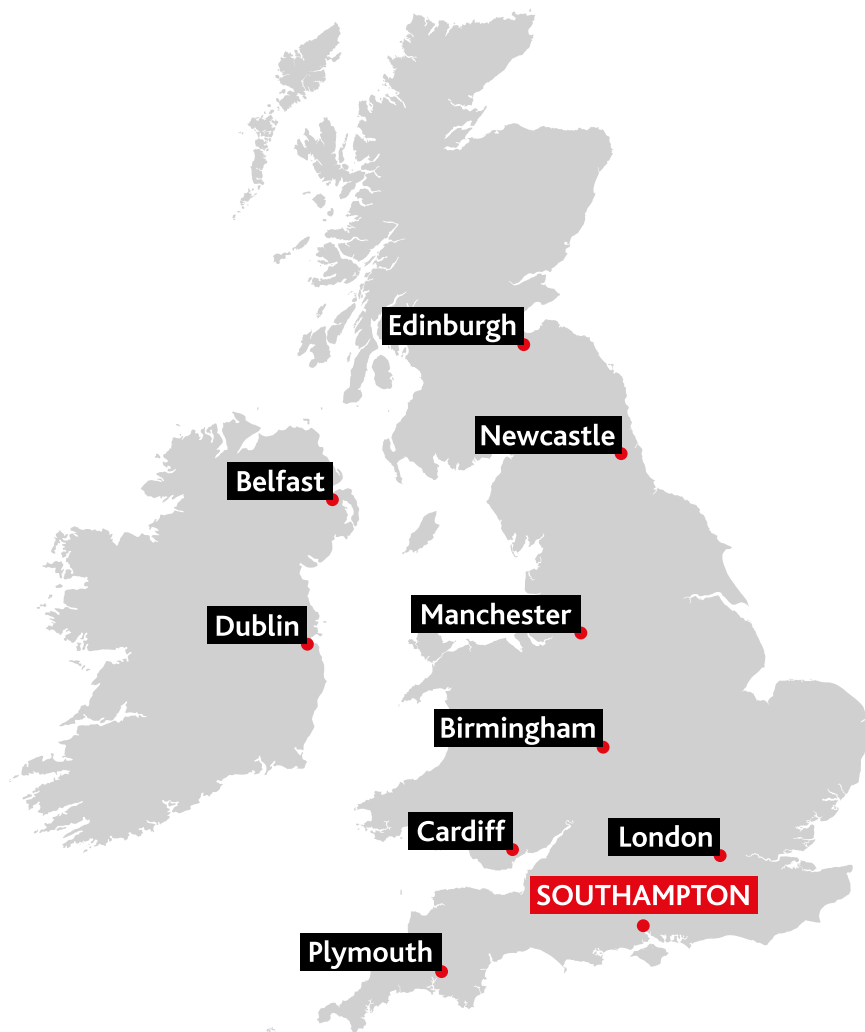 Edinburgh
Newcastle
Belfast
Manchester
Dublin
Birmingham
Cardiff
London
SOUTHAMPTON
Plymouth